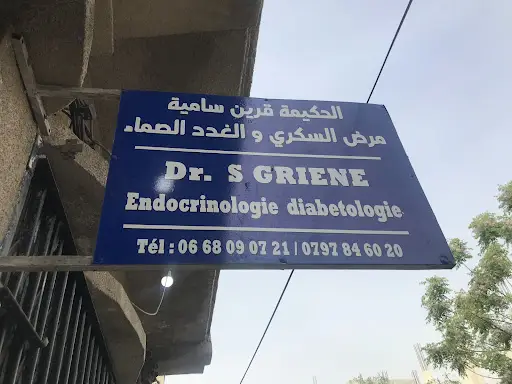 الحكيمة قرين سامية
مرض السكري و الغدد الصماء
Dr. S GRIENE
Endocrinologie diabetologie
Tél : 06 68 09 07 21 / 0797 84 60 20